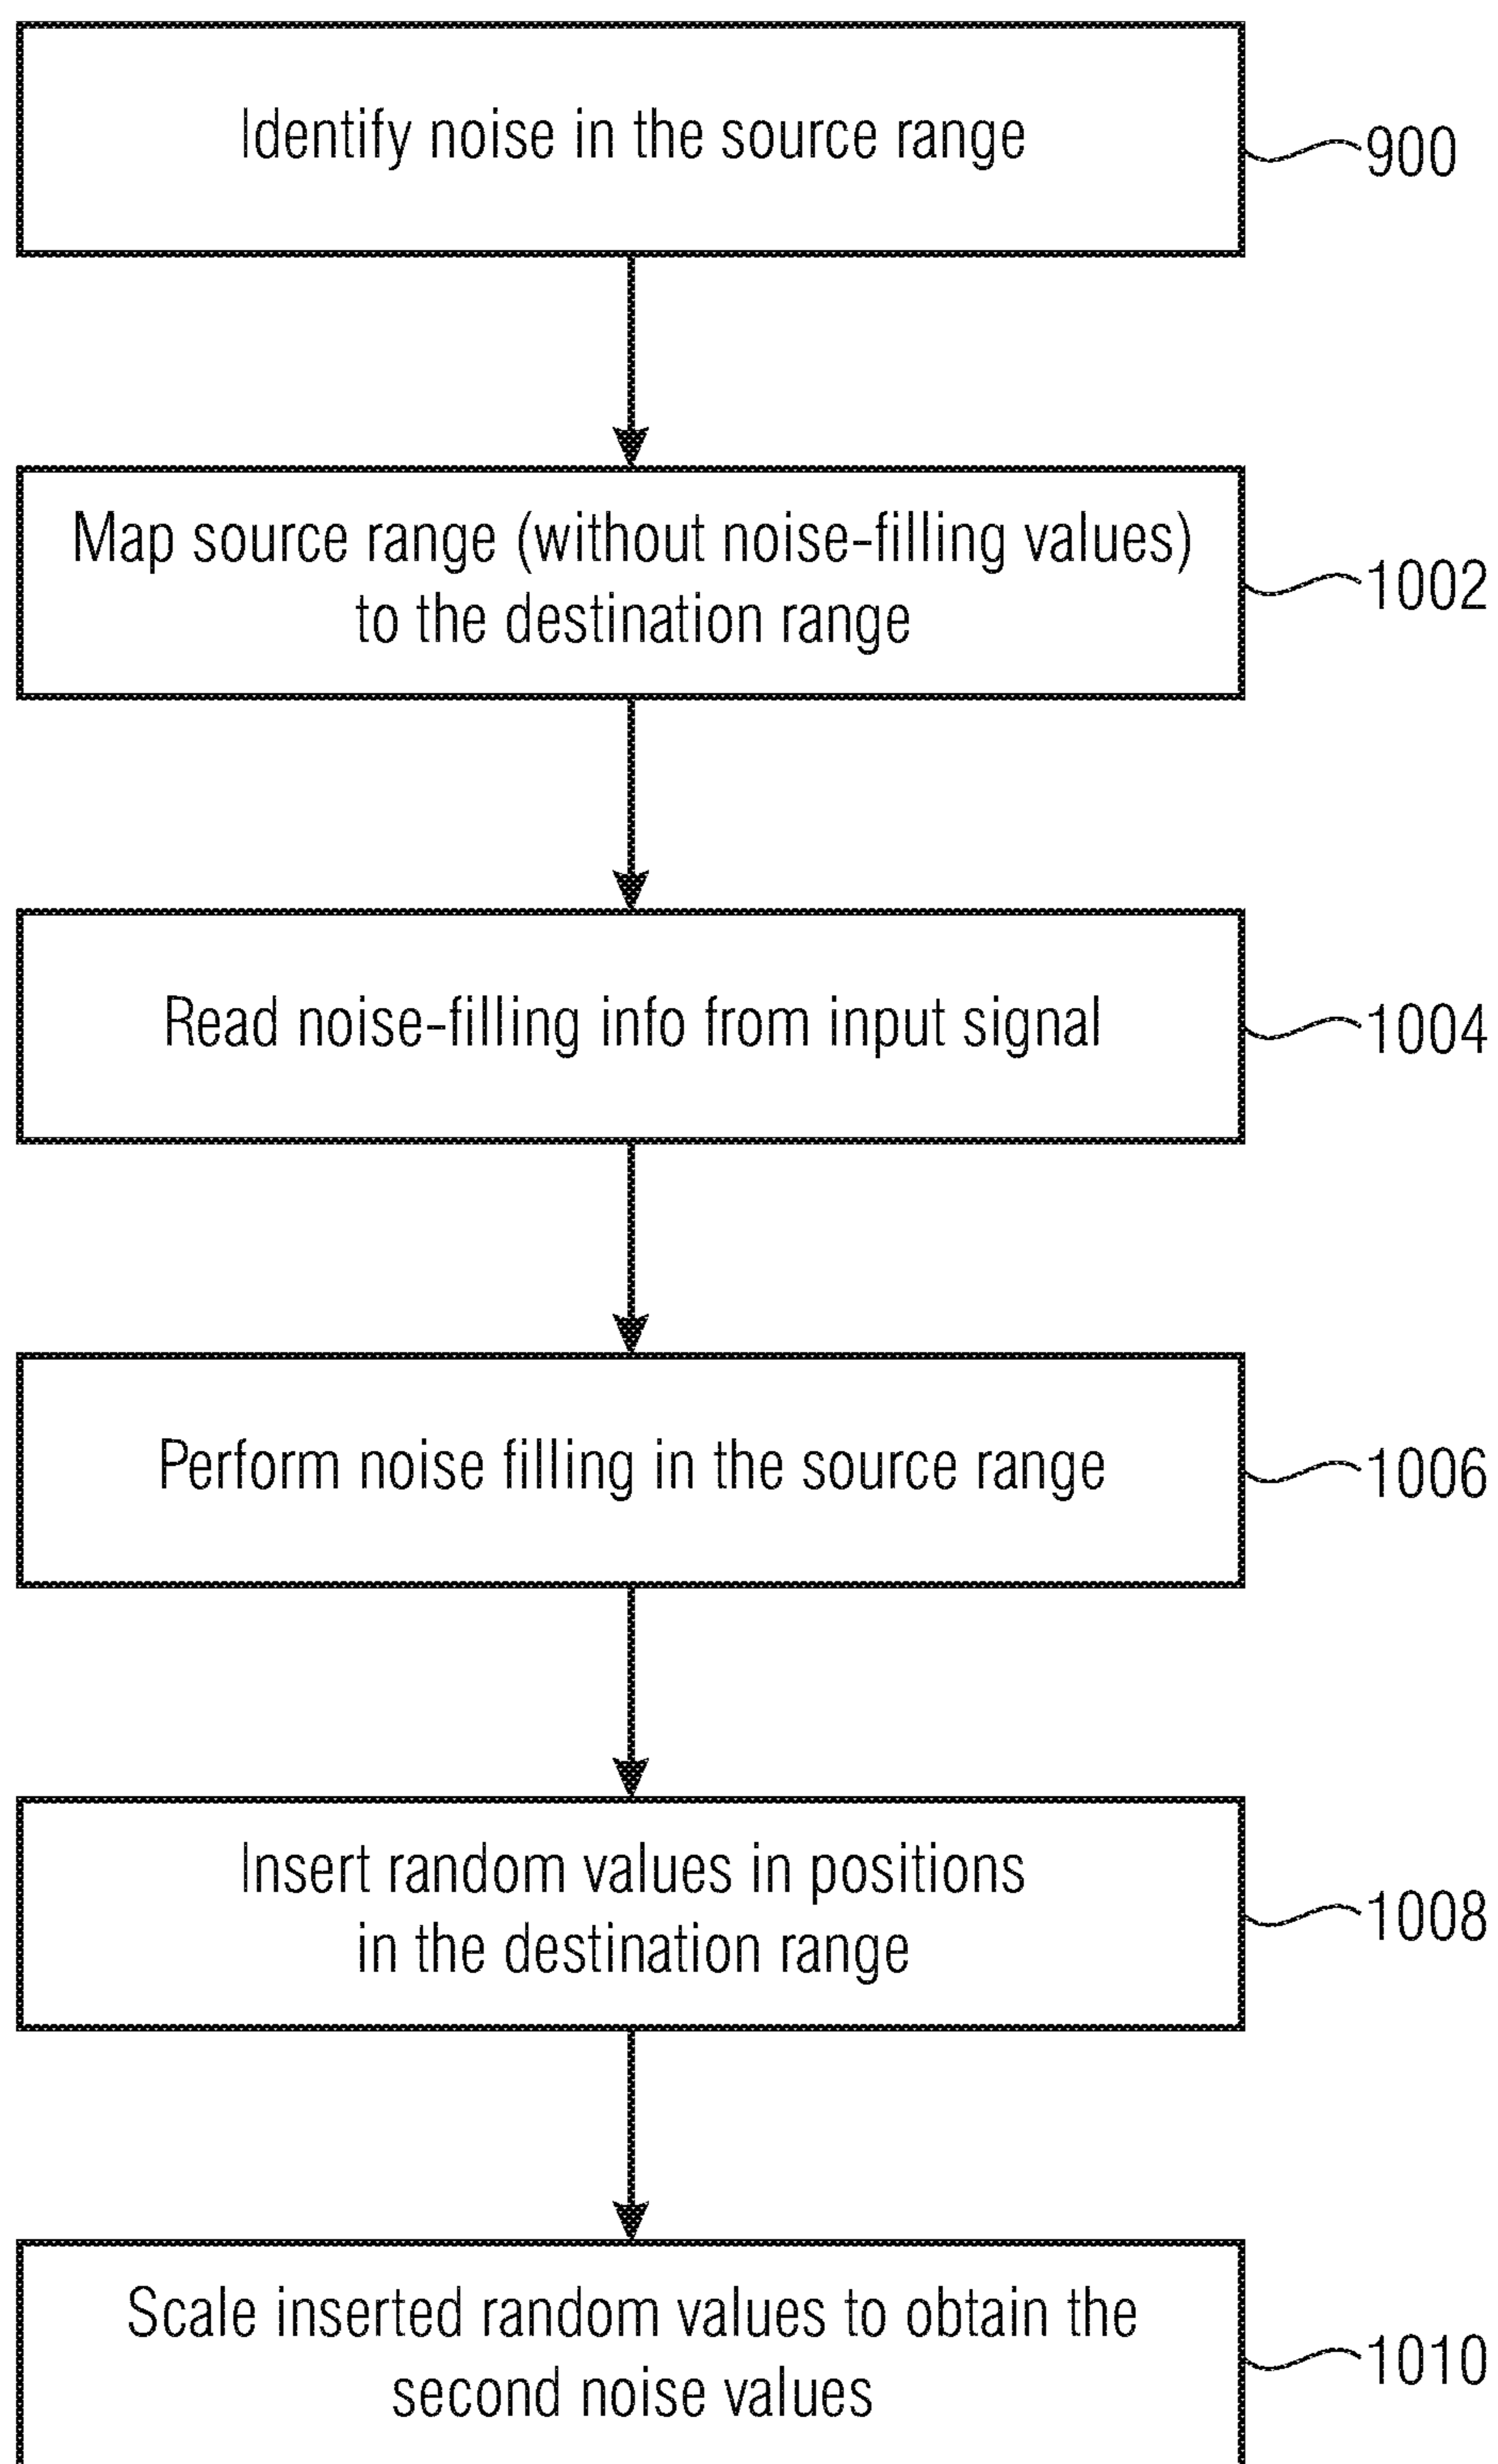 Identify noise in the source range
900
Map source range (without noise-filling values)
to the destination range
1002
Read noise-filling info from input signal
1004
Perform noise filling in the source range
1006
Insert random values in positions
in the destination range
1008
Scale inserted random values to obtain the
second noise values
1010